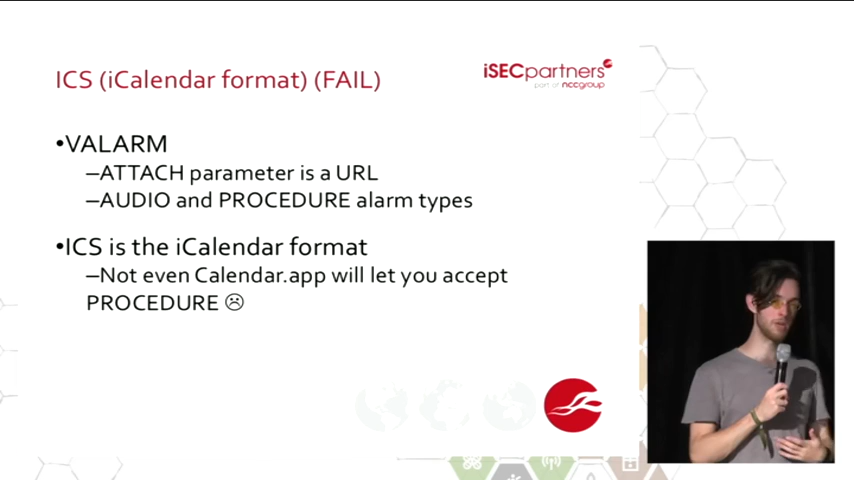 ICS (iCalendar format) (FAIL)
iSECpartners
part of nccgroup
•VALARM
–ATTACH parameter is a URL
–AUDIO and PROCEDURE alarm types
•ICS is the iCalendar format
–Not even Calendar.app will let you accept
PROCEDURE ☹